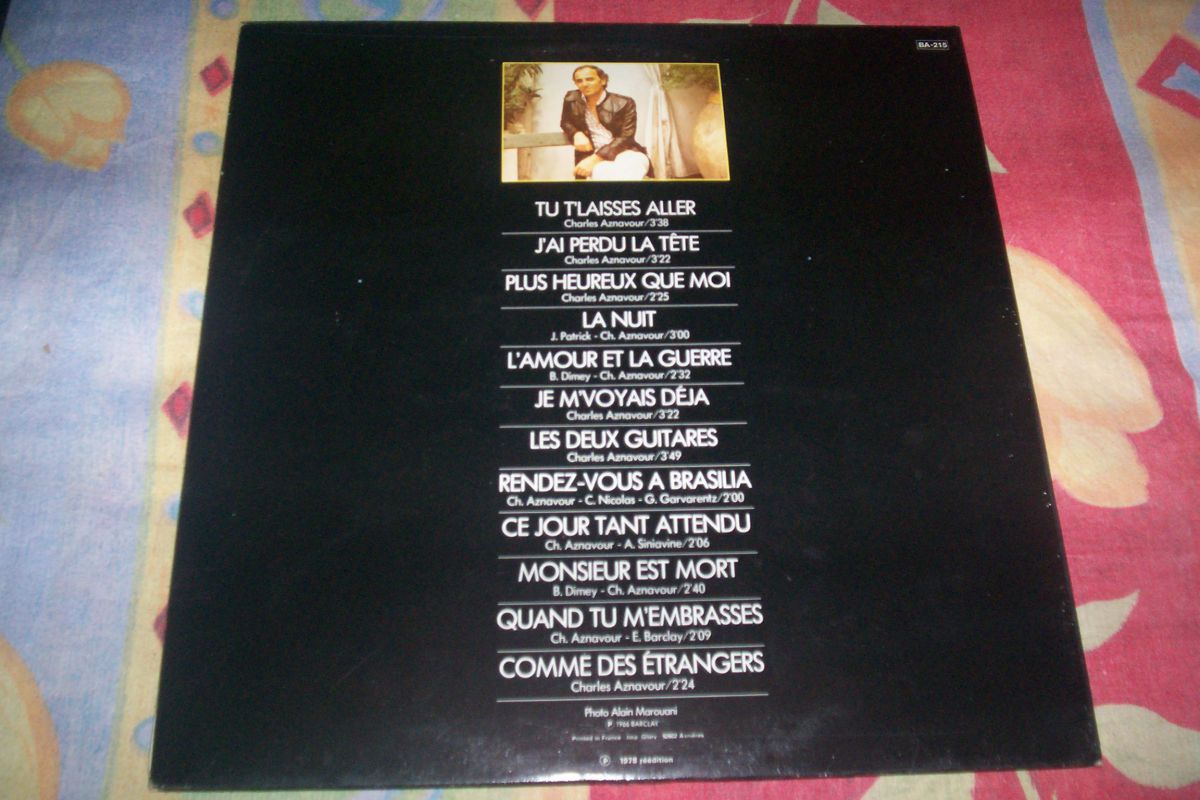 BA-215
TU T'LAISSES ALLER
Charles Aznavour/3'38
J'AI PERDU LA TÊTE
Charles Aznavour/3'22
PLUS HEUREUX QUE MOI
Charles Aznavour/2'25
LA NUIT
J. Patrick - Ch. Aznavour/3'00
L'AMOUR ET LA GUERRE
B. Dimey - Ch. Aznavour/2'32
JE M'VOYAIS DÉJA
Charles Aznavour/3'22
LES DEUX GUITARES
Charles Aznavour/3'49
RENDEZ-VOUS A BRASILIA
Ch. Aznavour - C. Nicolas - G. Garvarentz/2'00
CE JOUR TANT ATTENDU
Ch. Aznavour - A. Siniavine/2'06
MONSIEUR EST MORT
B. Dimey - Ch. Aznavour/2'40
QUAND TU M'EMBRASSES
Ch. Aznavour - E. Barclay/2'09
COMME DES ÉTRANGERS
Charles Aznavour/2'24
Photo Alain Marouani
℗ 1966 BARCLAY
Printed in France Imp. Glory Asnières
℗ 1978 réédition